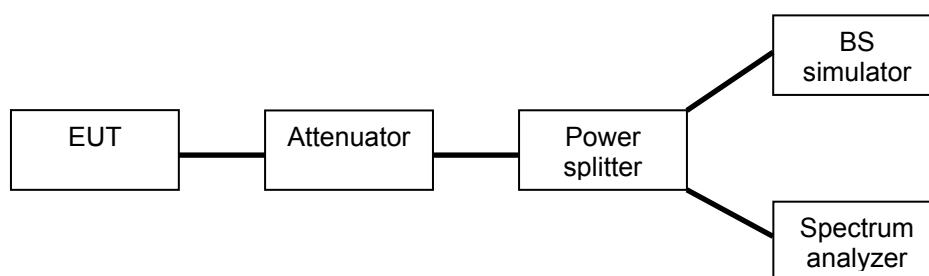 EUT
Attenuator
Power
splitter
BS
simulator
Spectrum
analyzer